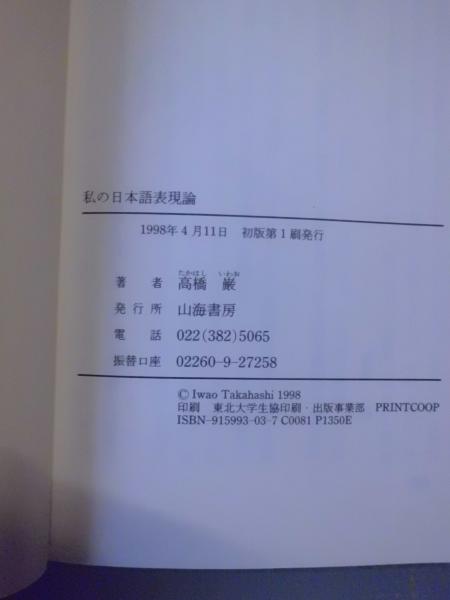 私の日本語表現論
1998年4月11日 初版第1刷発行
たかはし いわお
著者 高橋 巌
発行所 山海書房
電話 022(382)5065
振替口座 02260-9-27258
© Iwao Takahashi 1998
印刷 東北大学生協印刷・出版事業部 PRINTCOOP
ISBN-915993-03-7 C0081 P1350E